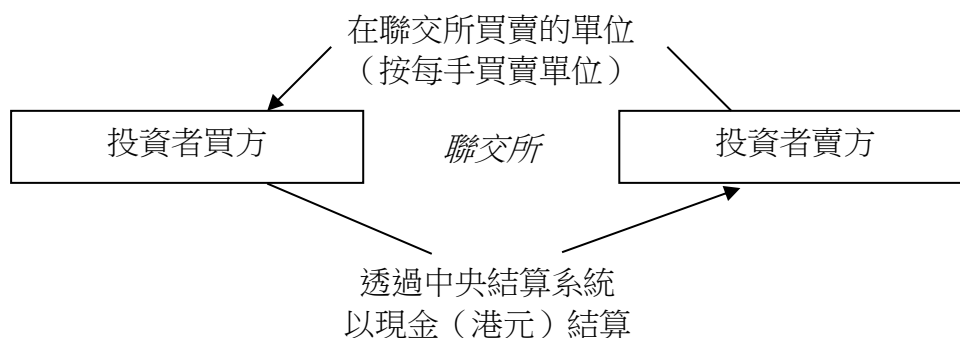 在聯交所買賣的單位
（按每手買賣單位）
投資者買方
聯交所
投資者賣方
透過中央結算系統
以現金（港元）結算